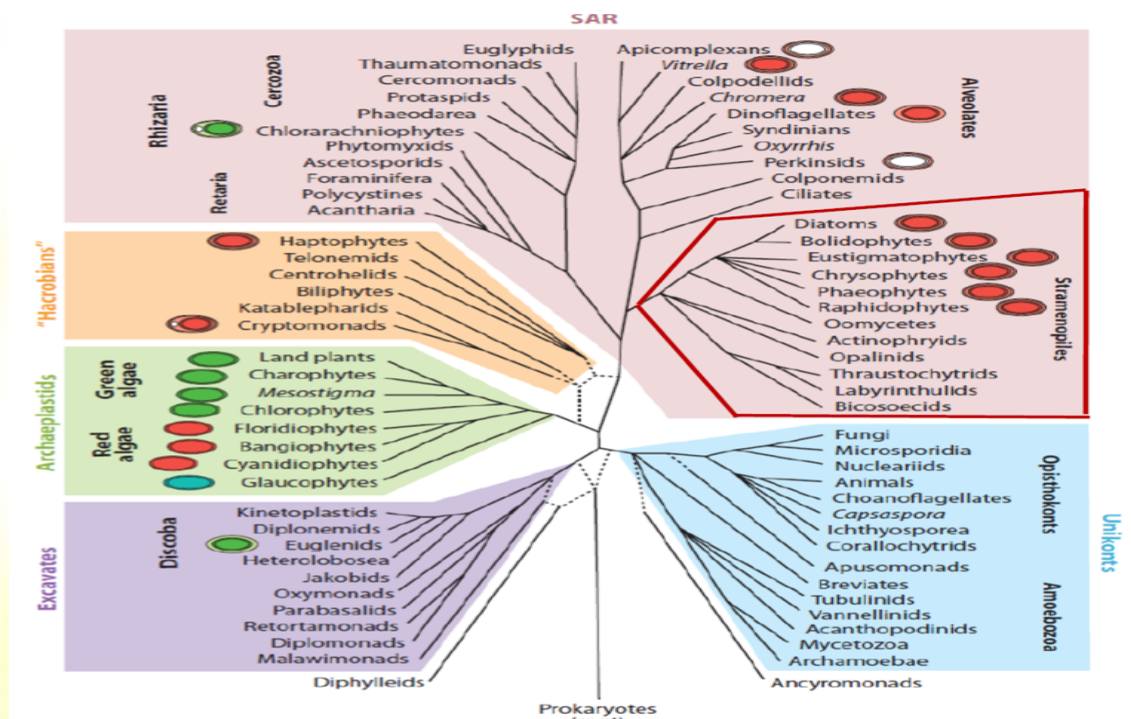 SAR
Euglyphids
Thaumatomonads
Cercomonads
Protaspids
Phaeodarea
Chlorarachniophytes
Phytomyxids
Ascetosporids
Foraminifera
Polycystines
Acantharia
Rhizaria
Cercozoa
Retaria
Apicomplexans
Vitrella
Colpodellids
Chromera
Dinoflagellates
Syndinians
Oxyrrhis
Perkinsids
Colponemids
Ciliates
Alveolates
Diatoms
Bolidophytes
Eustigmatophytes
Chrysophytes
Phaeophytes
Raphidophytes
Oomycetes
Actinophryids
Opalinids
Thraustochytrids
Labyrinthulids
Bicosoecids
Stramenopiles
"Hacrobians"
Haptophytes
Telonemids
Centrohelids
Biliphytes
Katablepharids
Cryptomonads
Archaeplastids
Green
algae
Red
algae
Land plants
Charophytes
Mesostigma
Chlorophytes
Floridiophytes
Bangiophytes
Cyanidiophytes
Glaucophytes
Excavates
Discoba
Kinetoplastids
Diplonemids
Euglenids
Heterolobosea
Jakobids
Oxymonads
Parabasalids
Retortamonads
Diplomonads
Malawimonads
Diphylleids
Fungi
Microsporidia
Nucleariids
Animals
Choanoflagellates
Capsaspora
Ichthyosporea
Corallochytrids
Apusomonads
Breviates
Tubulinids
Vannellinids
Acanthopodinids
Mycetozoa
Archamoebae
Opisthokonts
Amoebozoa
Unikonts
Ancyromonads
Prokaryotes